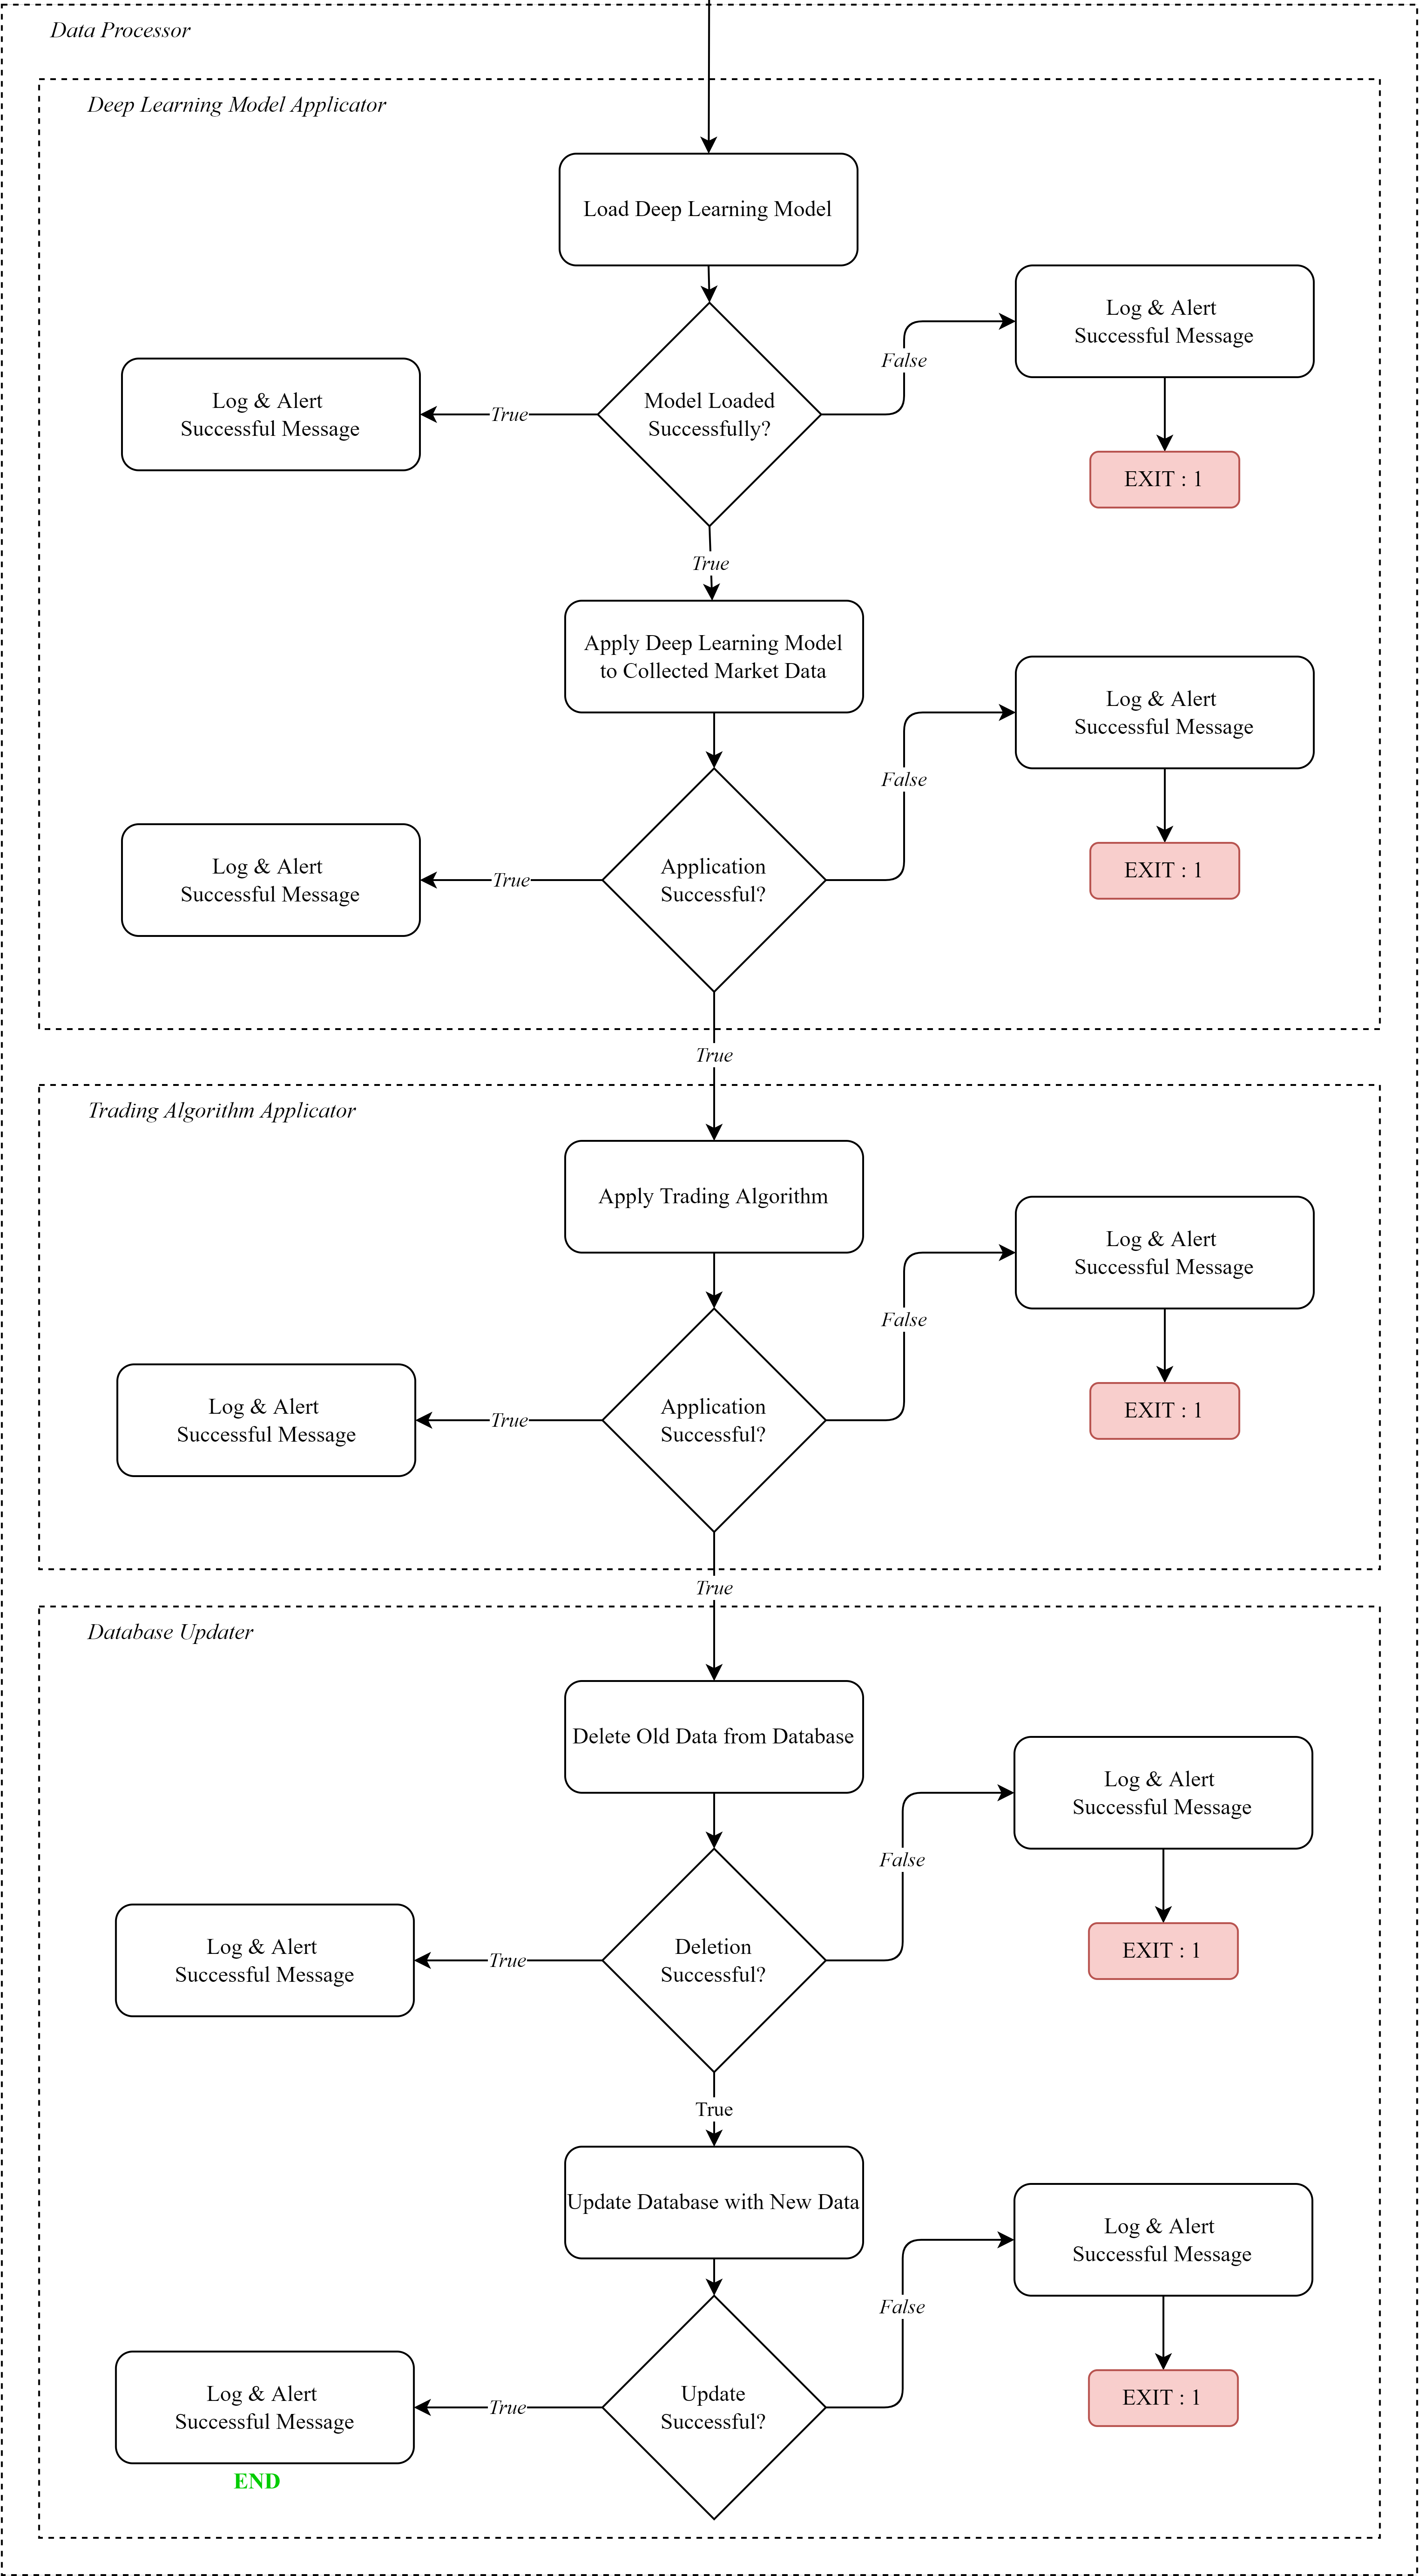 Data Processor
Deep Learning Model Applicator
Load Deep Learning Model
Log & Alert
Successful Message
False
Model Loaded
Successfully?
True
Log & Alert
Successful Message
EXIT : 1
True
Apply Deep Learning Model
to Collected Market Data
Log & Alert
Successful Message
False
Application
Successful?
True
Log & Alert
Successful Message
EXIT : 1
True
Trading Algorithm Applicator
Apply Trading Algorithm
Log & Alert
Successful Message
False
Application
Successful?
True
Log & Alert
Successful Message
EXIT : 1
True
Database Updater
Delete Old Data from Database
Log & Alert
Successful Message
False
Deletion
Successful?
True
Log & Alert
Successful Message
EXIT : 1
True
Update Database with New Data
Log & Alert
Successful Message
False
Update
Successful?
True
Log & Alert
Successful Message
EXIT : 1
END